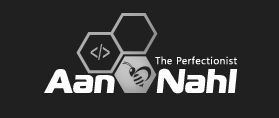 </>
The Perfectionist
Aan Nahl